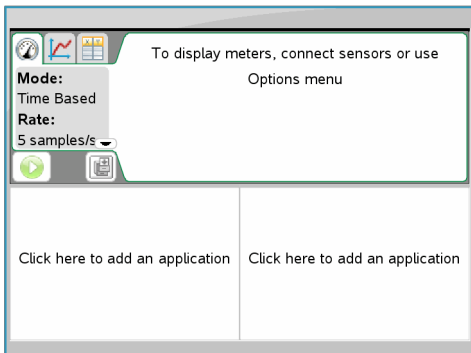 To display meters, connect sensors or use
Options menu
Mode:
Time Based
Rate:
5 samples/s
Click here to add an application
Click here to add an application